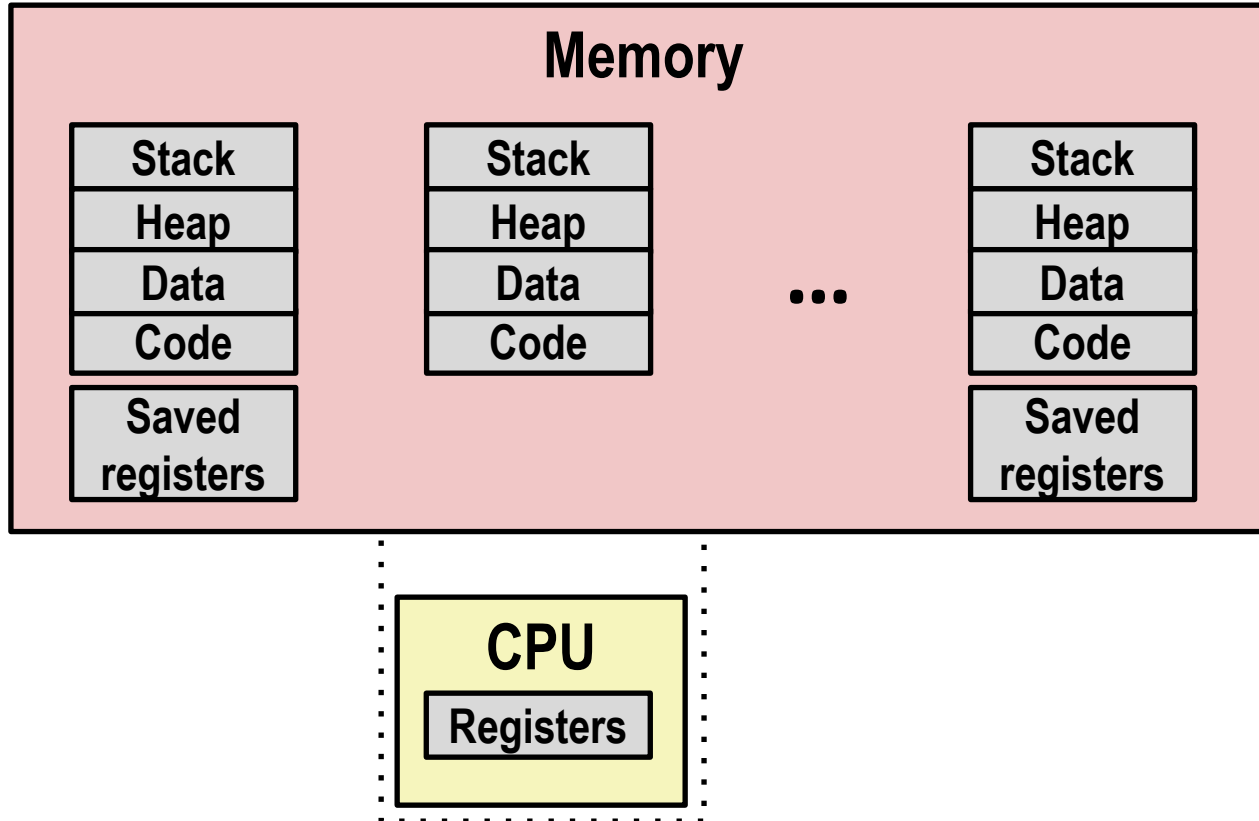 Memory
Stack
Heap
Data
Code
Saved
registers
Stack
Heap
Data
Code
...
Stack
Heap
Data
Code
Saved
registers
CPU
Registers